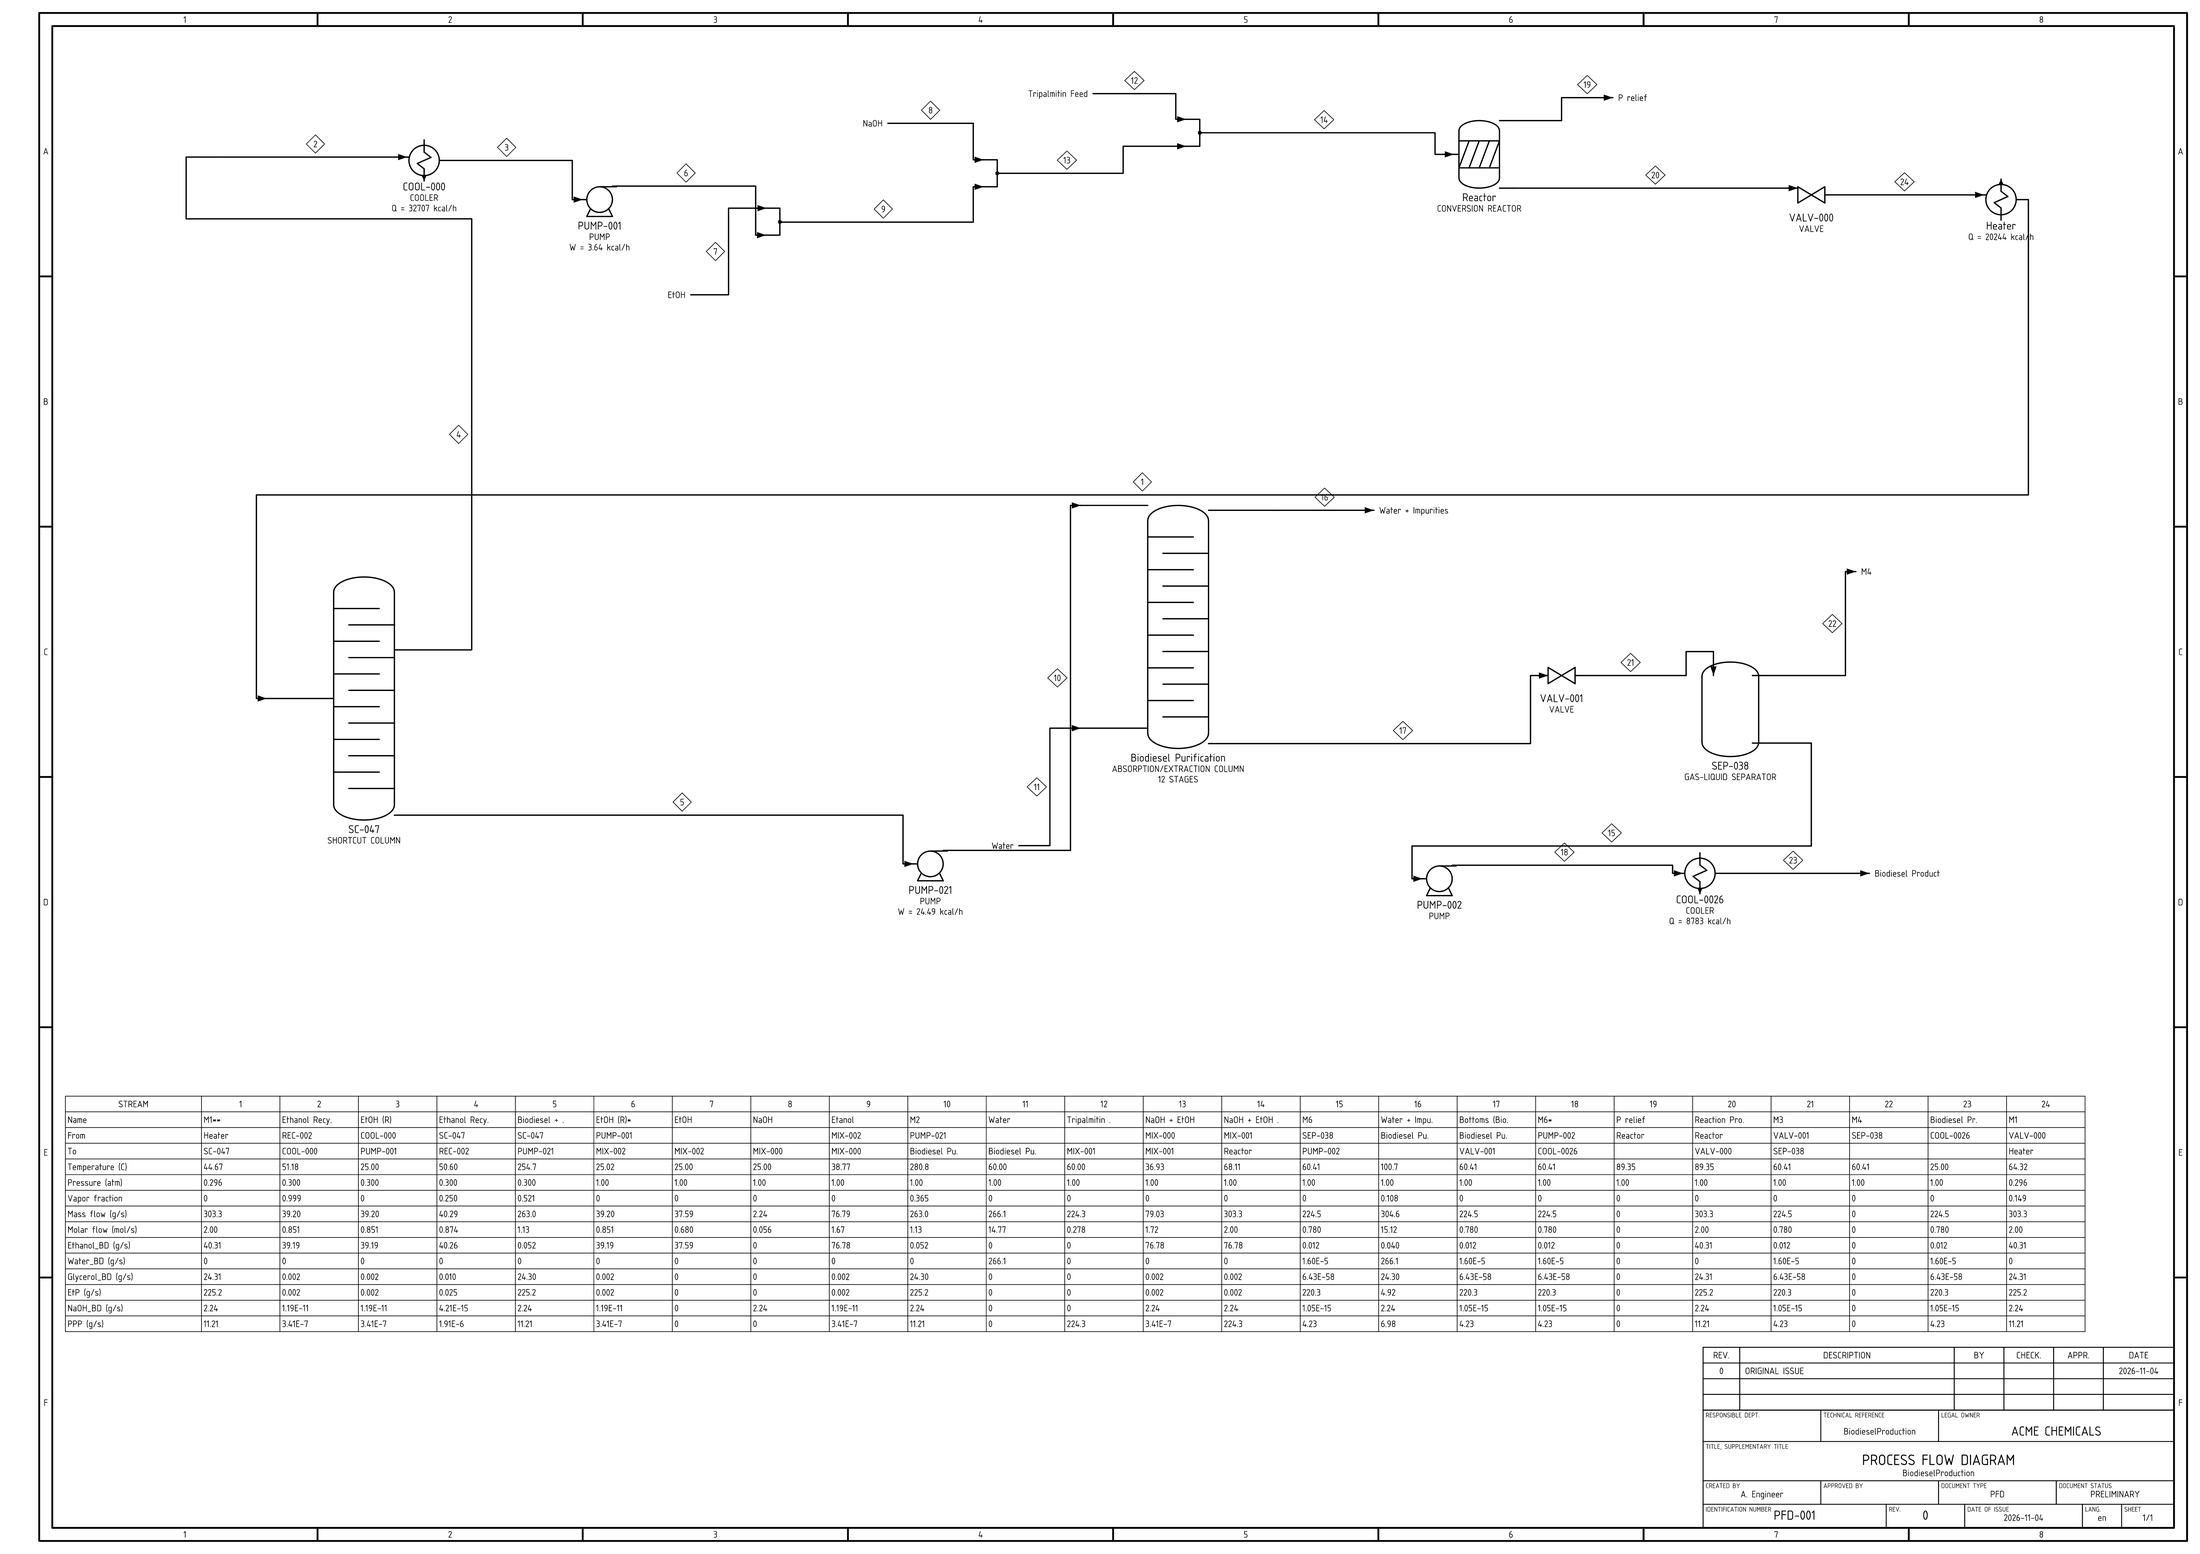 1 2 3 4 5 6 7 8
A A
B B
C C
D D
E E
F F
12
Tripalmitin Feed
19
P relief
8
NaOH
14
2
3
13
COOL-000
COOLER
Q = 32707 kcal/h
6
PUMP-001
PUMP
W = 3.64 kcal/h
9
7
EtOH
Reactor
CONVERSION REACTOR
20
VALV-000
VALVE
24
Heater
Q = 20244 kcal/h
4
1
16
Water + Impurities
M4
22
10
21
VALV-001
VALVE
17
Biodiesel Purification
ABSORPTION/EXTRACTION COLUMN
12 STAGES
SEP-038
GAS-LIQUID SEPARATOR
11
5
SC-047
SHORTCUT COLUMN
Water
15
18
23
Biodiesel Product
PUMP-021
PUMP
W = 24.49 kcal/h
PUMP-002
PUMP
COOL-0026
COOLER
Q = 8783 kcal/h
STREAM 1 2 3 4 5 6 7 8 9 10 11 12 13 14 15 16 17 18 19 20 21 22 23 24
Name M1** Ethanol Recy. EtOH (R) Ethanol Recy. Biodiesel + . EtOH (R)* EtOH NaOH Etanol M2 Water Tripalmitin . NaOH + EtOH NaOH + EtOH . M6 Water + Impu. Bottoms (Bio. M6* P relief Reaction Pro. M3 M4 Biodiesel Pr. M1
From Heater REC-002 COOL-000 SC-047 SC-047 PUMP-001 MIX-002 PUMP-021 MIX-000 MIX-001 SEP-038 Biodiesel Pu. Biodiesel Pu. PUMP-002 Reactor Reactor VALV-001 SEP-038 COOL-0026 VALV-000
To SC-047 COOL-000 PUMP-001 REC-002 PUMP-021 MIX-002 MIX-002 MIX-000 MIX-000 Biodiesel Pu. Biodiesel Pu. MIX-001 MIX-001 Reactor PUMP-002 VALV-001 COOL-0026 VALV-000 SEP-038 Heater
Temperature (C) 44.67 51.18 25.00 50.60 254.7 25.02 25.00 25.00 38.77 280.8 60.00 60.00 36.93 68.11 60.41 100.7 60.41 60.41 89.35 89.35 60.41 60.41 25.00 64.32
Pressure (atm) 0.296 0.300 0.300 0.300 0.300 1.00 1.00 1.00 1.00 1.00 1.00 1.00 1.00 1.00 1.00 1.00 1.00 1.00 1.00 1.00 1.00 1.00 1.00 0.296
Vapor fraction 0 0.999 0 0.250 0.521 0 0 0 0 0.365 0 0 0 0 0 0.108 0 0 0 0 0 0 0 0.149
Mass flow (g/s) 303.3 39.20 39.20 40.29 263.0 39.20 37.59 2.24 76.79 263.0 266.1 224.3 79.03 303.3 224.5 304.6 224.5 224.5 0 303.3 224.5 0 224.5 303.3
Molar flow (mol/s) 2.00 0.851 0.851 0.874 1.13 0.851 0.680 0.056 1.67 1.13 14.77 0.278 1.72 2.00 0.780 15.12 0.780 0.780 0 2.00 0.780 0 0.780 2.00
Ethanol_BD (g/s) 40.31 39.19 39.19 40.26 0.052 39.19 37.59 0 76.78 0.052 0 0 76.78 76.78 0.012 0.040 0.012 0.012 0 40.31 0.012 0 0.012 40.31
Water_BD (g/s) 0 0 0 0 0 0 0 0 0 0 266.1 0 0 0 1.60E-5 266.1 1.60E-5 1.60E-5 0 0 1.60E-5 0 1.60E-5 0
Glycerol_BD (g/s) 24.31 0.002 0.002 0.010 24.30 0.002 0 0 0.002 24.30 0 0 0.002 0.002 6.43E-58 24.30 6.43E-58 6.43E-58 0 24.31 6.43E-58 0 6.43E-58 24.31
EtP (g/s) 225.2 0.002 0.002 0.025 225.2 0.002 0 0 0.002 225.2 0 0 0.002 0.002 220.3 4.92 220.3 220.3 0 225.2 220.3 0 220.3 225.2
NaOH_BD (g/s) 2.24 1.19E-11 1.19E-11 4.21E-15 2.24 1.19E-11 0 2.24 1.19E-11 2.24 0 0 2.24 2.24 1.05E-15 2.24 1.05E-15 1.05E-15 0 2.24 1.05E-15 0 1.05E-15 2.24
PPP (g/s) 11.21 3.41E-7 3.41E-7 1.91E-6 11.21 3.41E-7 0 0 3.41E-7 11.21 0 224.3 3.41E-7 224.3 4.23 6.98 4.23 4.23 0 11.21 4.23 0 4.23 11.21
REV. DESCRIPTION BY CHECK. APPR. DATE
0 ORIGINAL ISSUE 2026-11-04
RESPONSIBLE DEPT. TECHNICAL REFERENCE LEGAL OWNER
BiodieselProduction ACME CHEMICALS
TITLE, SUPPLEMENTARY TITLE
PROCESS FLOW DIAGRAM
BiodieselProduction
CREATED BY APPROVED BY DOCUMENT TYPE DOCUMENT STATUS
A. Engineer PFD PRELIMINARY
IDENTIFICATION NUMBER REV. DATE OF ISSUE LANG. SHEET
PFD-001 0 2026-11-04 en 1/1
1 2 3 4 5 6 7 8